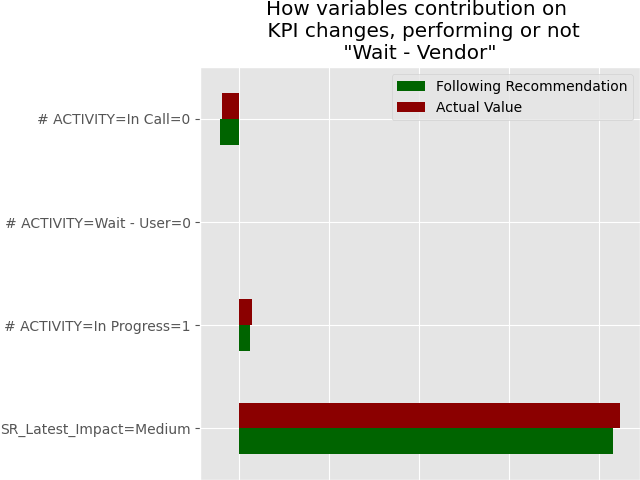 How variables contribution on
KPI changes, performing or not
"Wait - Vendor"
Following Recommendation
Actual Value
# ACTIVITY=In Call=0
# ACTIVITY=Wait - User=0
# ACTIVITY=In Progress=1
SR_Latest_Impact=Medium